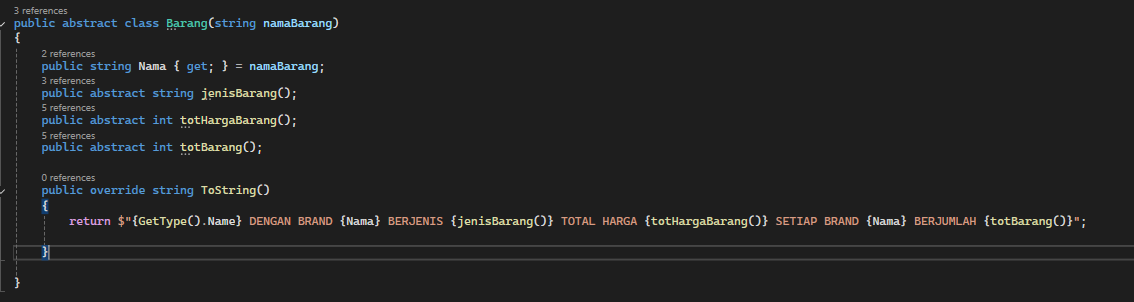 3 references
public abstract class Barang(string namaBarang)
{
2 references
public string Nama { get; } = namaBarang;
3 references
public abstract string jenisBarang();
5 references
public abstract int totHargaBarang();
5 references
public abstract int totBarang();
0 references
public override string ToString()
{
return $"{GetType().Name} DENGAN BRAND {Nama} BERJENIS {jenisBarang()} TOTAL HARGA {totHargaBarang()} SETIAP BRAND {Nama} BERJUMLAH {totBarang()}";
}
}